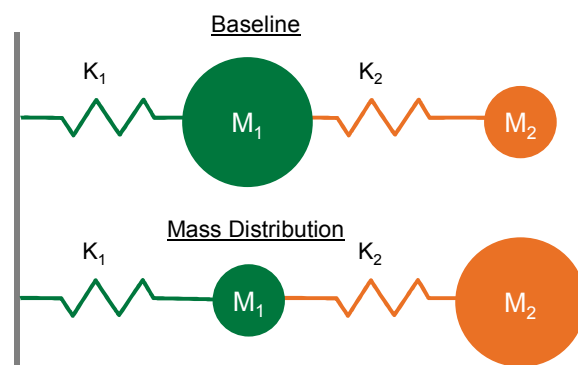 Baseline
K₁ K₂
M₁ M₂
Mass Distribution
K₁ K₂
M₁ M₂